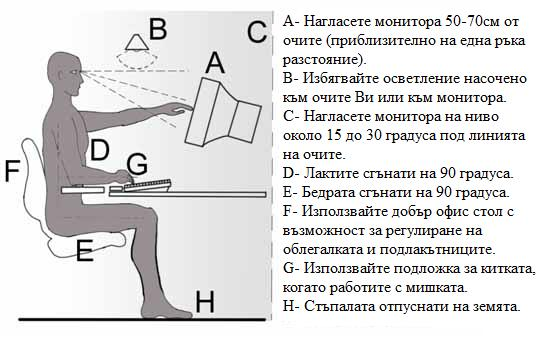 B
C
A
D
G
F
E
H
А- Нагласете монитора 50-70см от
очите (приблизително на една ръка
разстояние).
В- Избягвайте осветление насочено
към очите Ви или към монитора.
С- Нагласете монитора на ниво
около 15 до 30 градуса под линията
на очите.
D- Лактите сгънати на 90 градуса.
Е- Бедрата сгънати на 90 градуса.
F- Използвайте добър офис стол с
възможност за регулиране на
облегалката и подлакътниците.
G- Използвайте подложка за китката,
когато работите с мишката.
Н- Стъпалата отпуснати на земята.